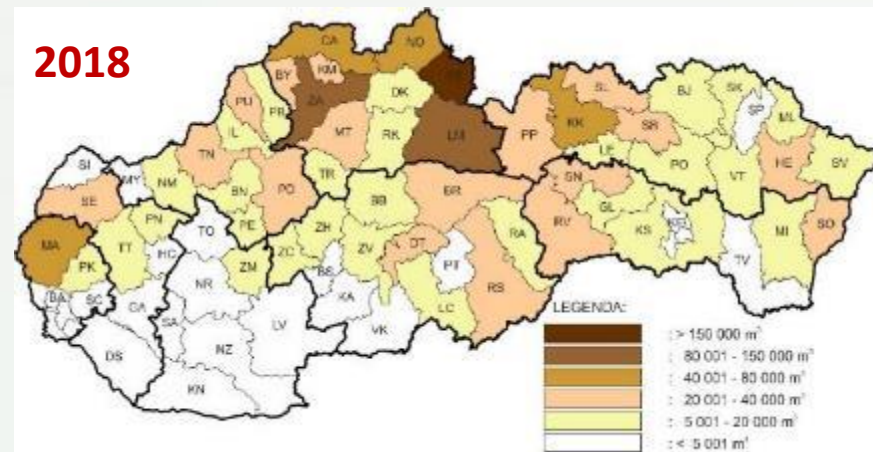 2018
CA
NO
BY
KM
ZA
DK
PU
PB
IL
MT
RK
LM
PP
KK
SL
SB
BJ
SK
SP
ML
HE
SV
LE
PO
VT
SI
MY
NM
TN
BN
PD
TR
SE
PE
BB
BR
SN
RV
GL
KS
MI
SO
TV
MA
PK
TT
PN
HC
TO
ZM
ZC
ZH
ZV
DT
PT
RA
RS
LC
BS
KA
VK
NR
LV
BA
SC
GA
SA
DS
NZ
KN
LEGENDA:
: > 150 000 m³
: 80 001 - 150 000 m³
: 40 001 - 80 000 m³
: 20 001 - 40 000 m³
: 5 001 - 20 000 m³
: < 5 001 m³